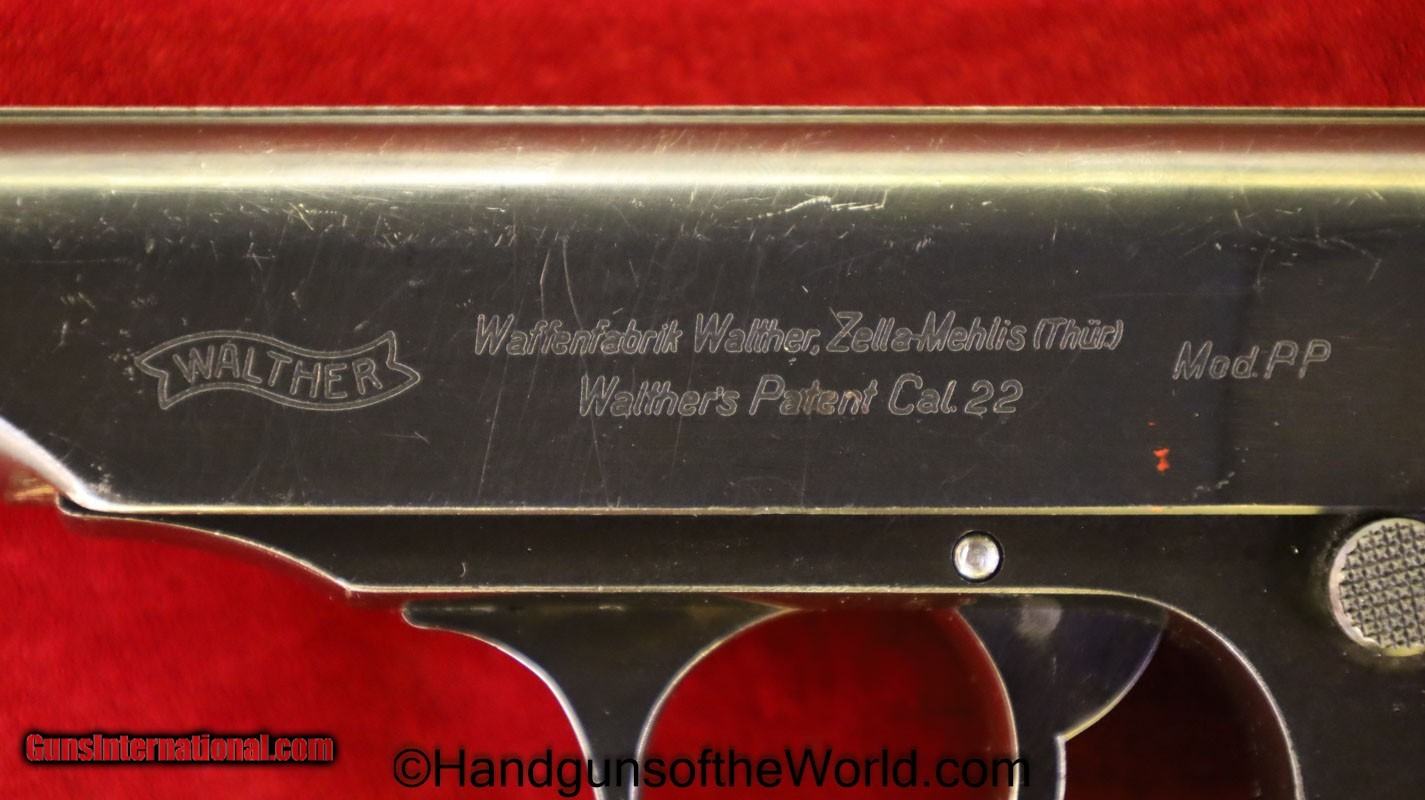 WALTHER
Waffenfabrik Walther, Zella-Mehlis (Thür.)
Walther's Patent Cal. 22
Mod. PP
GunsInternational.com
©HandgunsoftheWorld.com